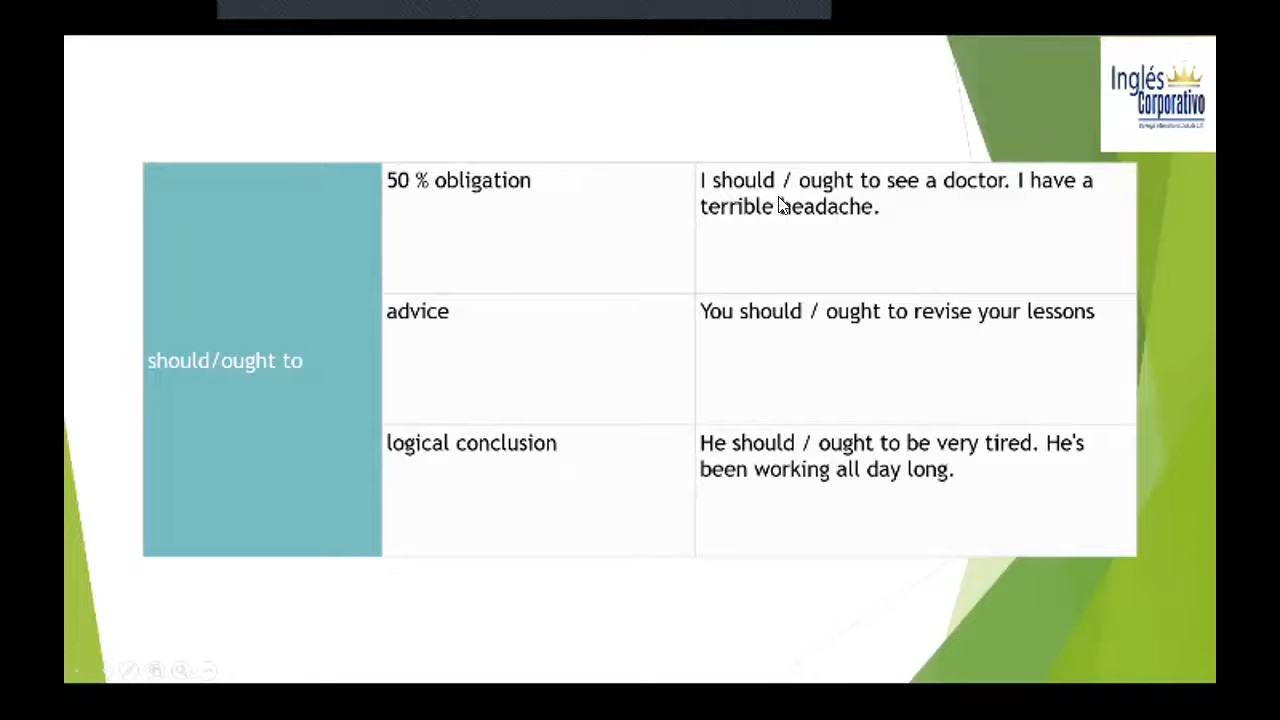 Inglés
Corporativo
50 % obligation
I should / ought to see a doctor. I have a
terrible headache.
advice
You should / ought to revise your lessons
should/ought to
logical conclusion
He should / ought to be very tired. He's
been working all day long.